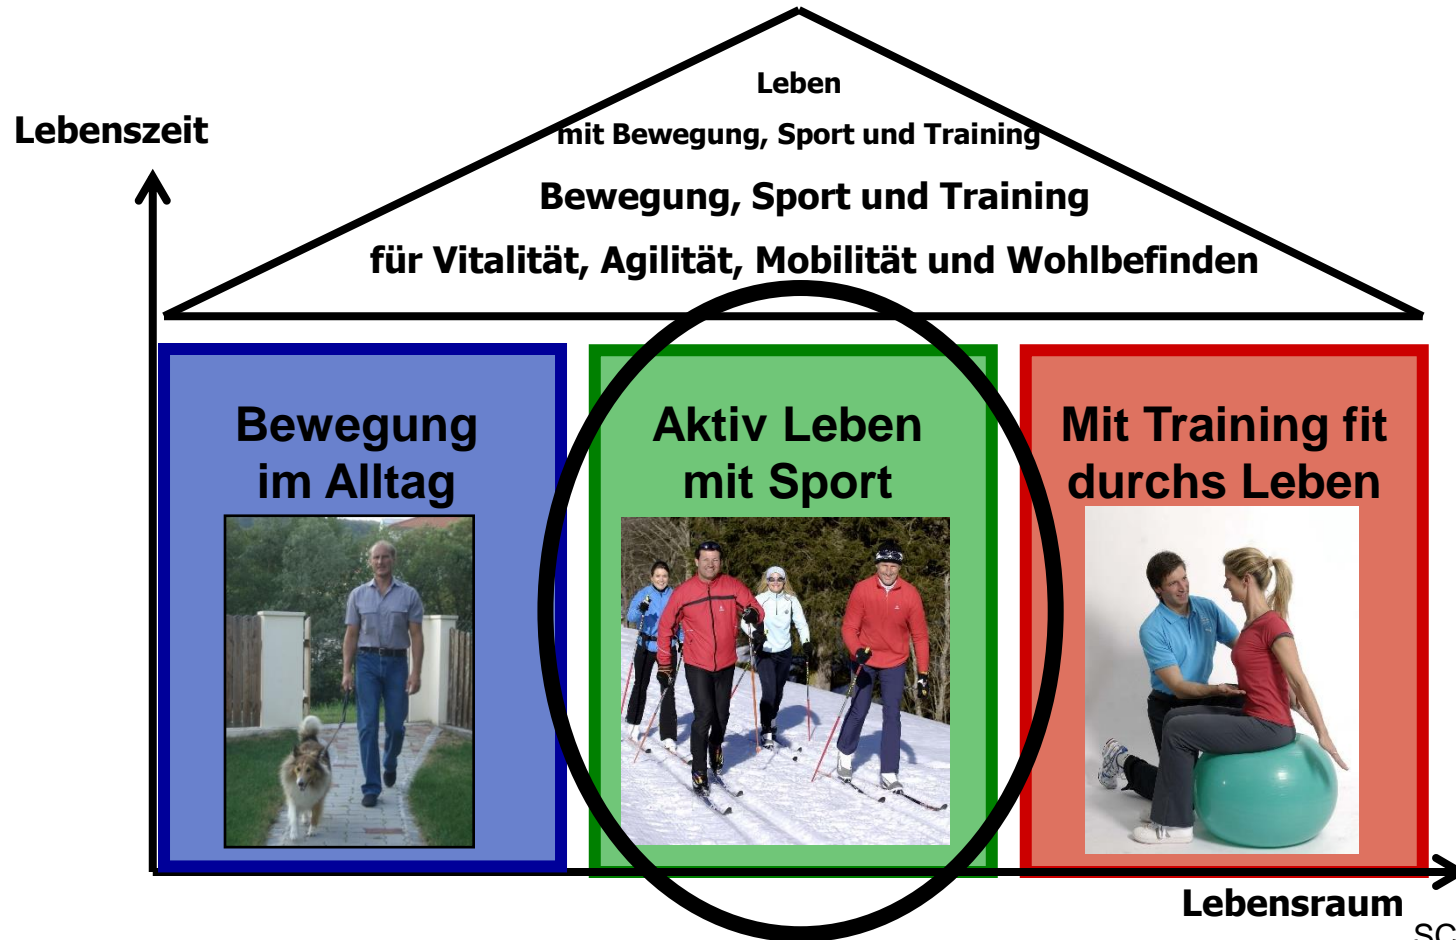 Leben
Lebenszeit
mit Bewegung, Sport und Training
Bewegung, Sport und Training
für Vitalität, Agilität, Mobilität und Wohlbefinden
Bewegung
im Alltag
Aktiv Leben
mit Sport
Mit Training fit
durchs Leben
Lebensraum